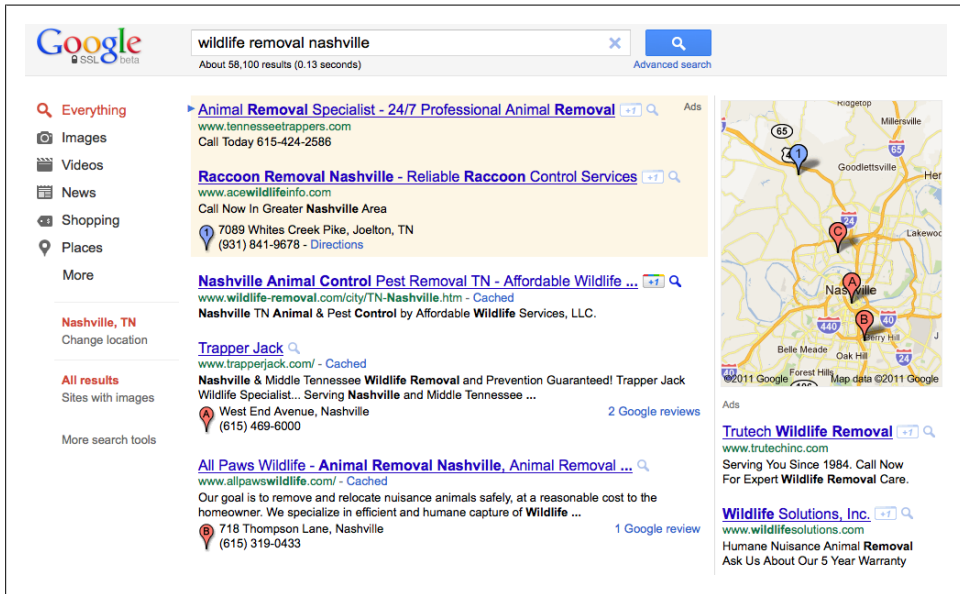 Google
SSL beta
wildlife removal nashville
About 58,100 results (0.13 seconds)
Advanced search
Everything
Images
Videos
News
Shopping
Places
More
Nashville, TN
Change location
All results
Sites with images
More search tools
Ads
Animal Removal Specialist - 24/7 Professional Animal Removal +1
www.tennesseetrappers.com
Call Today 615-424-2586
Raccoon Removal Nashville - Reliable Raccoon Control Services +1
www.acewildlifeinfo.com
Call Now In Greater Nashville Area
1 7089 Whites Creek Pike, Joelton, TN
(931) 841-9678 - Directions
Nashville Animal Control Pest Removal TN - Affordable Wildlife ... +1
www.wildlife-removal.com/city/TN-Nashville.htm - Cached
Nashville TN Animal & Pest Control by Affordable Wildlife Services, LLC.
Trapper Jack
www.trapperjack.com/ - Cached
Nashville & Middle Tennessee Wildlife Removal and Prevention Guaranteed! Trapper Jack
Wildlife Specialist... Serving Nashville and Middle Tennessee ...
A West End Avenue, Nashville 2 Google reviews
(615) 469-6000
All Paws Wildlife - Animal Removal Nashville, Animal Removal ...
www.allpawswildlife.com/ - Cached
Our goal is to remove and relocate nuisance animals safely, at a reasonable cost to the
homeowner. We specialize in efficient and humane capture of Wildlife ...
B 718 Thompson Lane, Nashville 1 Google review
(615) 319-0433
Ridgetop
Millersville
65
65
1
Goodlettsville
24
C
A
Nashville
B
40
440
Berry Hill
Belle Meade
Oak Hill
24
Forest Hills
40
©2011 Google Map data ©2011 Google
Ads
Trutech Wildlife Removal +1
www.trutechinc.com
Serving You Since 1984. Call Now
For Expert Wildlife Removal Care.
Wildlife Solutions, Inc. +1
www.wildlifesolutions.com
Humane Nuisance Animal Removal
Ask Us About Our 5 Year Warranty